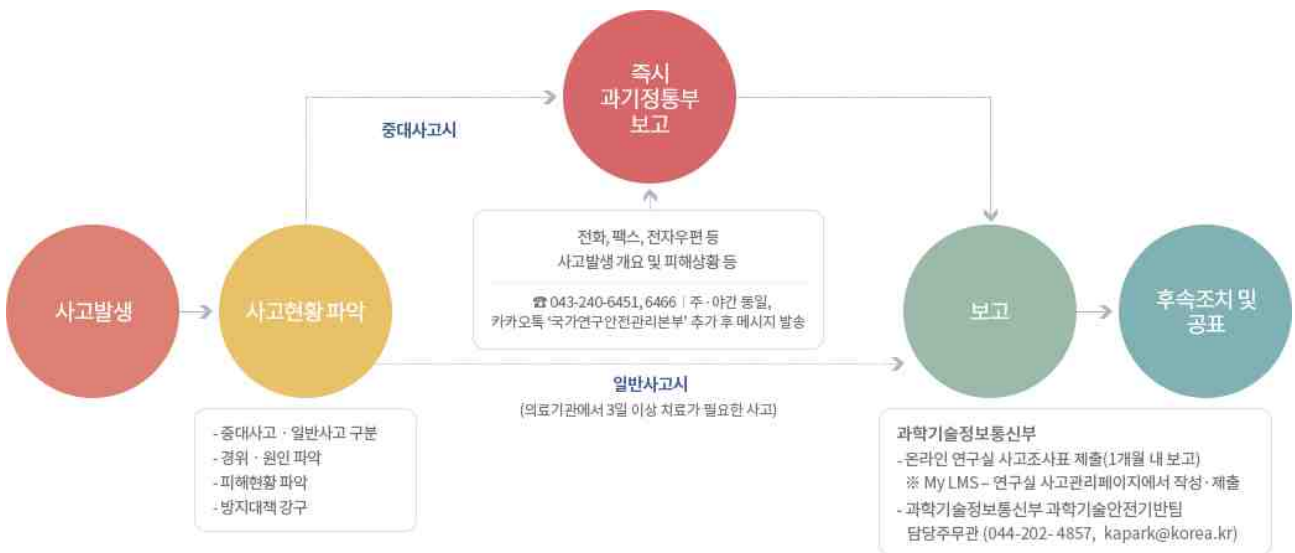 즉시
과기정통부
보고
중대사고시
전화, 팩스, 전자우편 등
사고발생 개요 및 피해상황 등
☎ 043-240-6451, 6466 | 주·야간 동일,
카카오톡 '국가연구안전관리본부' 추가 후 메시지 발송
사고발생
사고현황 파악
보고
후속조치 및
공표
일반사고시
(의료기관에서 3일 이상 치료가 필요한 사고)
- 중대사고 · 일반사고 구분
- 경위 · 원인 파악
- 피해현황 파악
- 방지대책 강구
과학기술정보통신부
- 온라인 연구실 사고조사표 제출(1개월 내 보고)
※ My LMS – 연구실 사고관리페이지에서 작성·제출
- 과학기술정보통신부 과학기술안전기반팀
담당주무관 (044-202- 4857, kapark@korea.kr)